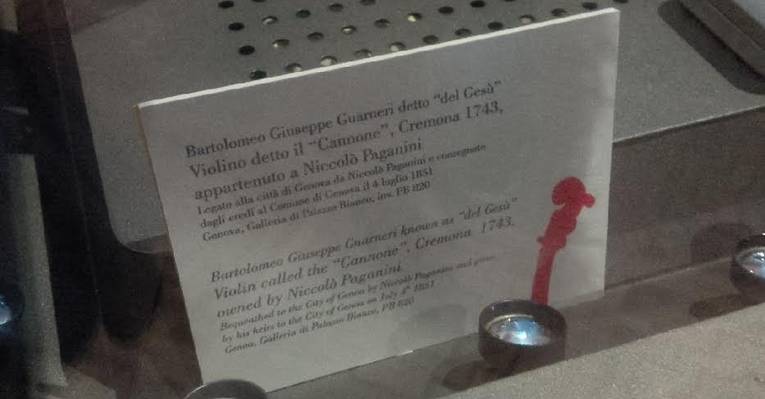 Bartolomeo Giuseppe Guarneri detto “del Gesù”
Violino detto il “Cannone”, Cremona 1743,
appartenuto a Niccolò Paganini
Legato alla città di Genova da Niccolò Paganini e consegnato
dagli eredi al Comune di Genova il 4 luglio 1851
Genova, Galleria di Palazzo Bianco, inv. PB 820
Bartolomeo Giuseppe Guarneri known as “del Gesù”
Violin called the “Cannone”, Cremona 1743,
owned by Niccolò Paganini
Bequeathed to the City of Genoa by Niccolò Paganini and given
by his heirs to the City of Genoa on July 4th 1851
Genoa, Galleria di Palazzo Bianco, PB 820